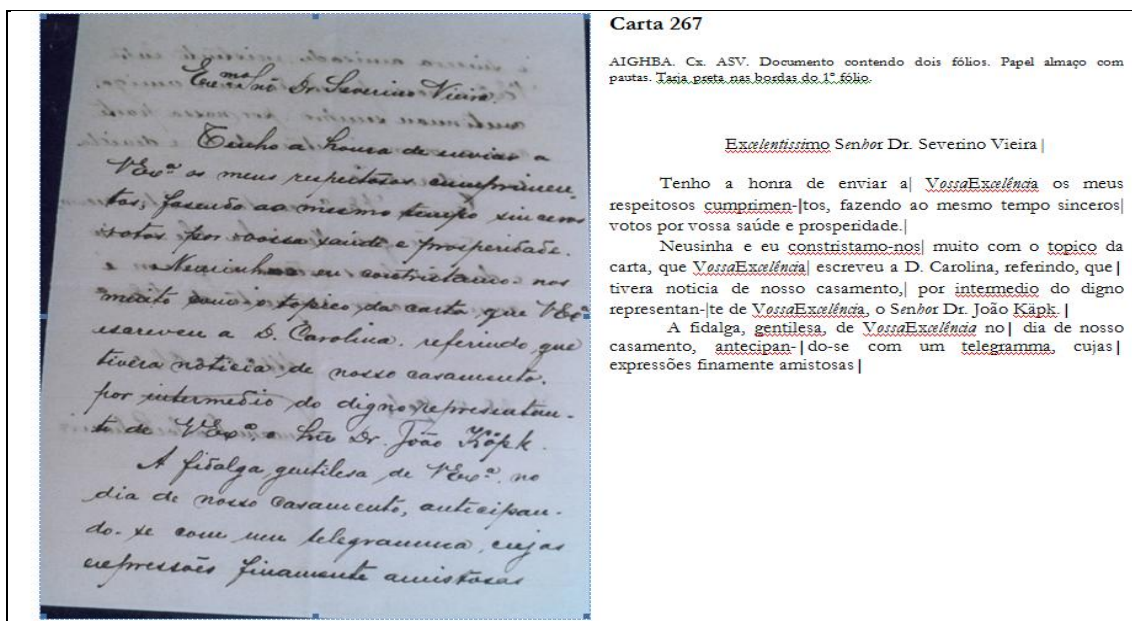 Exmo Snr Dr Severino Vieira.
Tenho a honra de enviar a
VExª os meus respeitosos cumprimen-
tos, fasendo ao mesmo tempo sinceros
votos por vossa saúde e prosperidade.
Neusinha e eu contristamo-nos
muito com o topico da carta que VExª
escreveu a D. Carolina, referindo que
tivera noticia de nosso casamento,
por intermedio do digno representan-
te de VExª, o Snr Dr. João Köpk.
A fidalga, gentilesa, de VExª, no
dia de nosso casamento, antecipan-
do-se com um telegramma, cujas
expressões finamente amistosas
Carta 267
AIGHBA. Cx. ASV. Documento contendo dois fólios. Papel almaço com
pautas. Tarja preta nas bordas do 1º fólio.
Excelentissimo Senhor Dr. Severino Vieira|
Tenho a honra de enviar a| VossaExcelência os meus
respeitosos cumprimen-|tos, fazendo ao mesmo tempo sinceros|
votos por vossa saúde e prosperidade.|
Neusinha e eu constristamo-nos| muito com o topico da
carta, que VossaExcelência| escreveu a D. Carolina, referindo, que|
tivera noticia de nosso casamento,| por intermedio do digno
representan-|te de VossaExcelência, o Senhor Dr. João Käpk. |
A fidalga, gentilesa, de VossaExcelência no| dia de nosso
casamento, antecipan-|do-se com um telegramma, cujas|
expressões finamente amistosas|